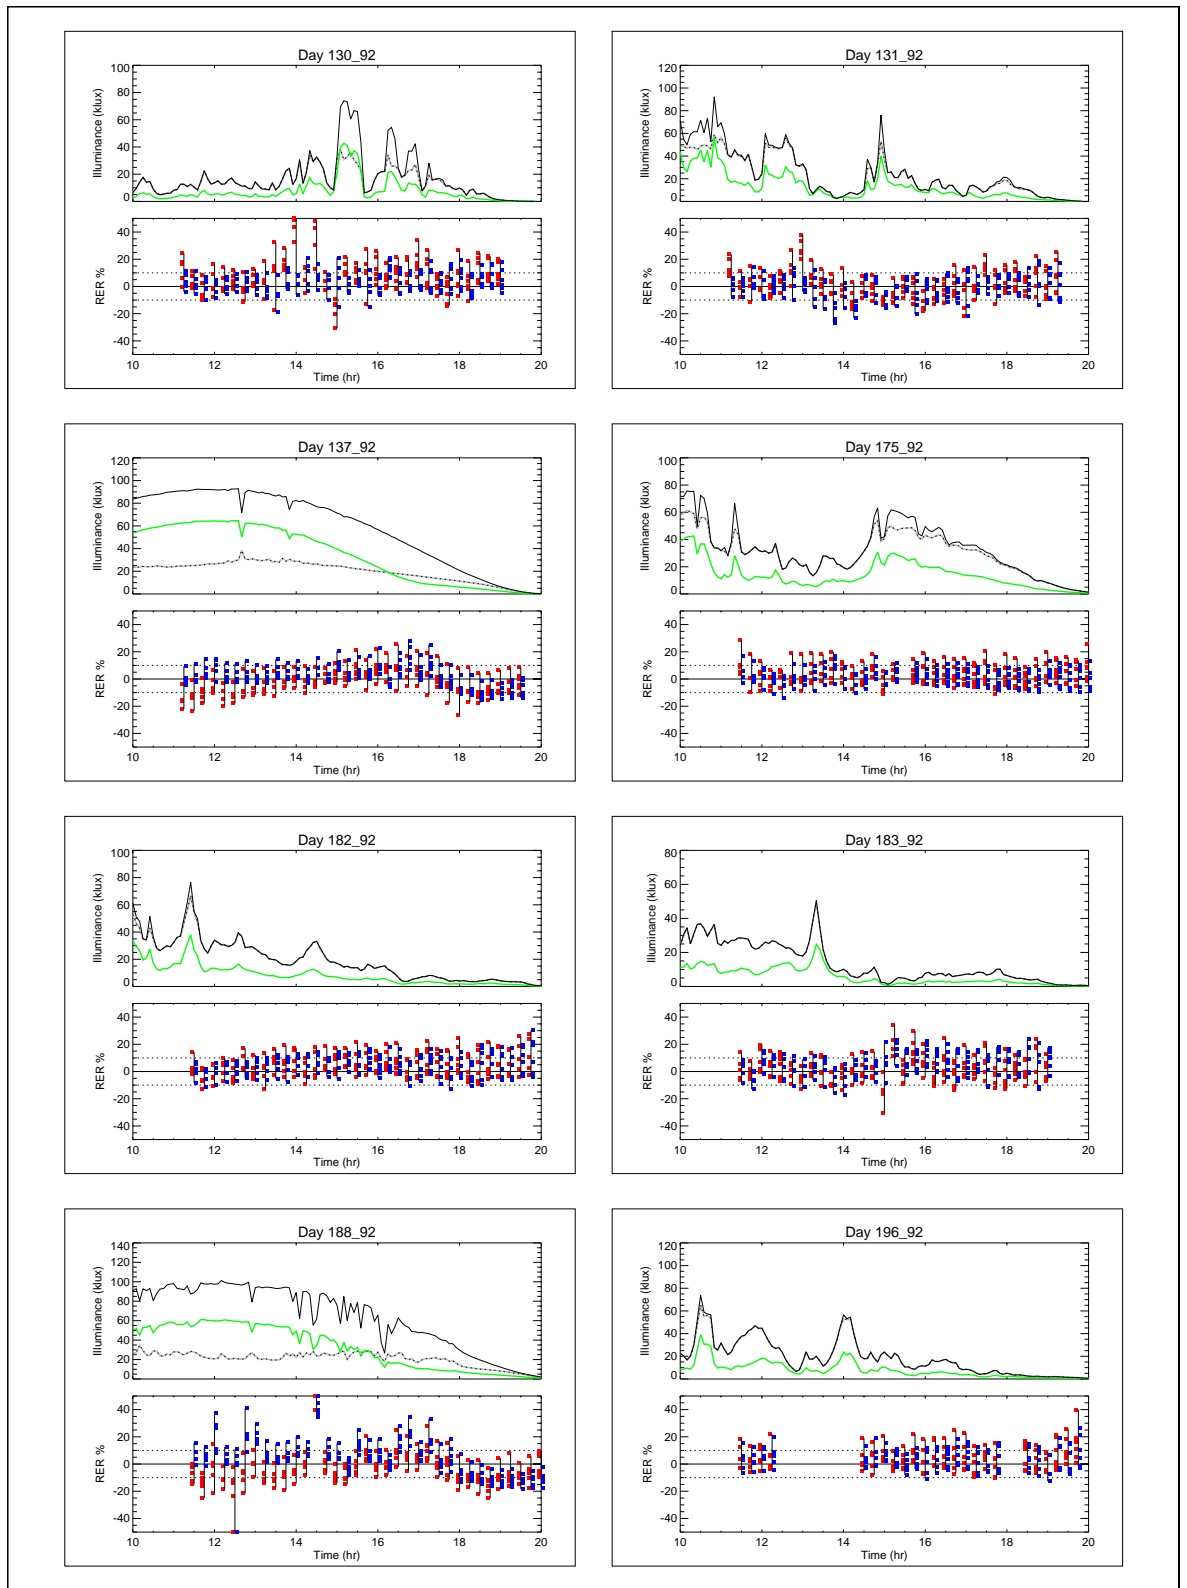 Day 130_92
Illuminance (klux)
100
80
60
40
20
0
RER %
40
20
0
-20
-40
10 12 14 16 18 20
Time (hr)
Day 131_92
Illuminance (klux)
120
100
80
60
40
20
0
RER %
40
20
0
-20
-40
10 12 14 16 18 20
Time (hr)
Day 137_92
Illuminance (klux)
120
100
80
60
40
20
0
RER %
40
20
0
-20
-40
10 12 14 16 18 20
Time (hr)
Day 175_92
Illuminance (klux)
100
80
60
40
20
0
RER %
40
20
0
-20
-40
10 12 14 16 18 20
Time (hr)
Day 182_92
Illuminance (klux)
100
80
60
40
20
0
RER %
40
20
0
-20
-40
10 12 14 16 18 20
Time (hr)
Day 183_92
Illuminance (klux)
80
60
40
20
0
RER %
40
20
0
-20
-40
10 12 14 16 18 20
Time (hr)
Day 188_92
Illuminance (klux)
140
120
100
80
60
40
20
0
RER %
40
20
0
-20
-40
10 12 14 16 18 20
Time (hr)
Day 196_92
Illuminance (klux)
120
100
80
60
40
20
0
RER %
40
20
0
-20
-40
10 12 14 16 18 20
Time (hr)